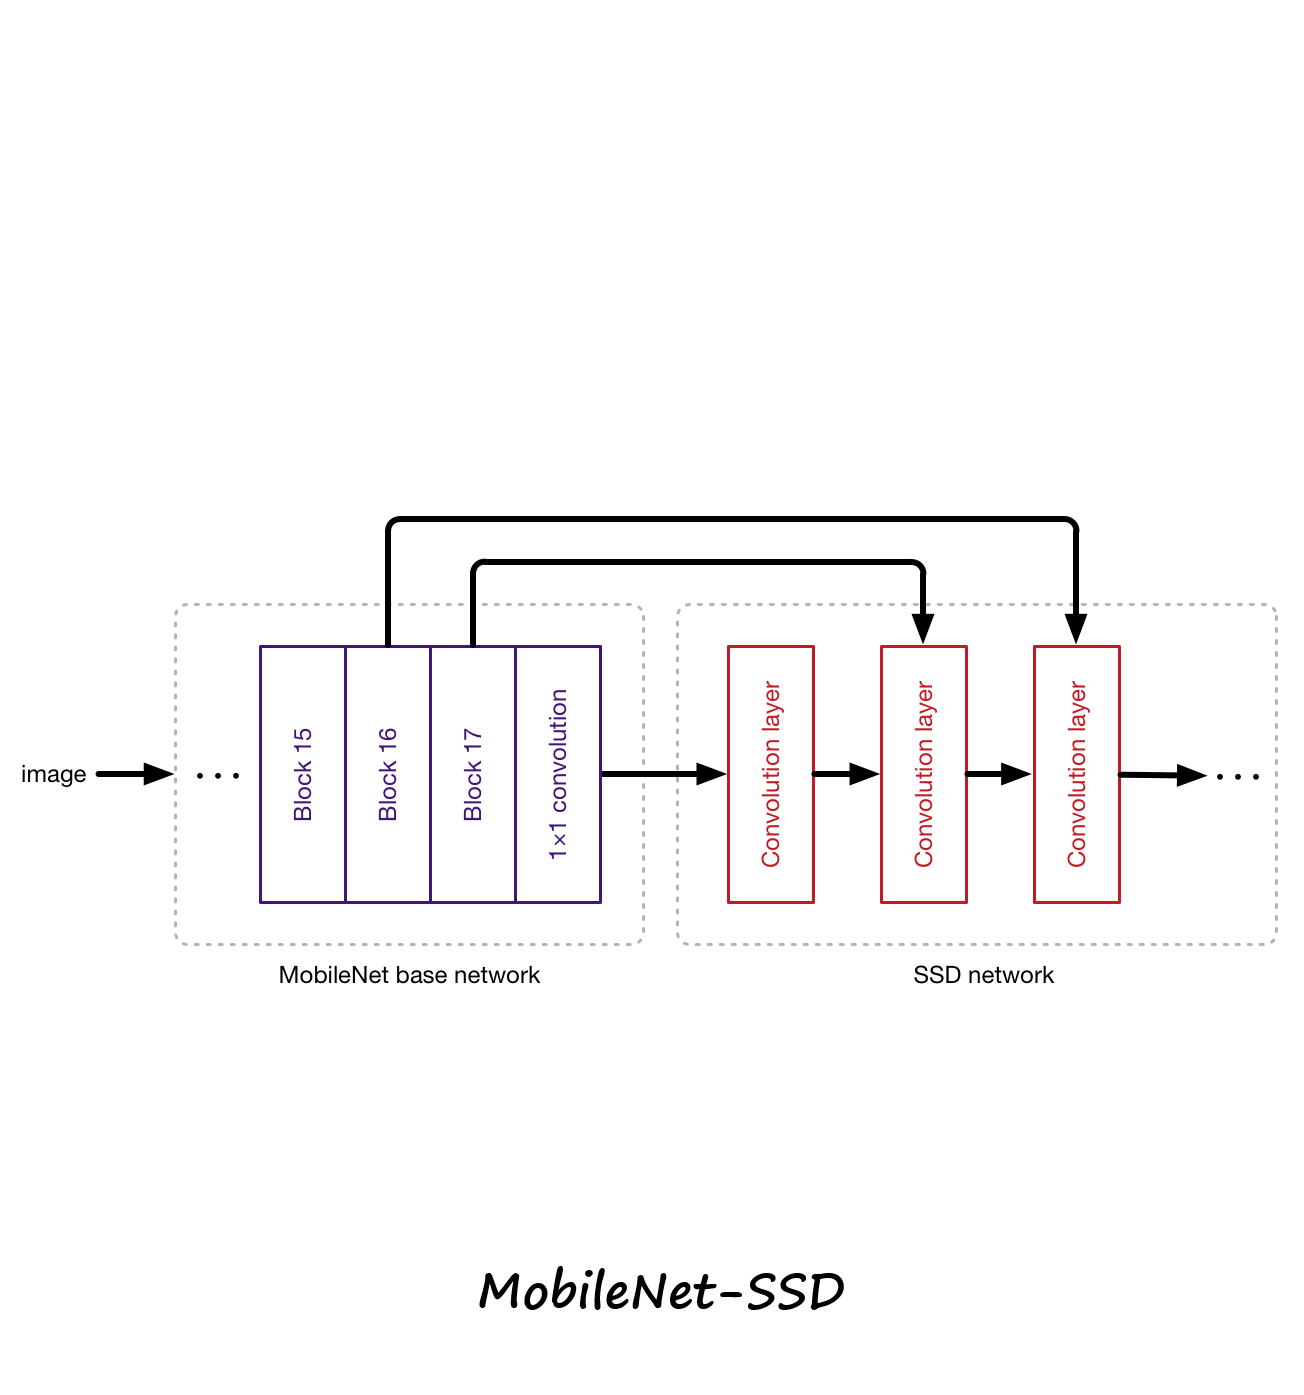 image
. . .
Block 15
Block 16
Block 17
1×1 convolution
Convolution layer
Convolution layer
Convolution layer
. . .
MobileNet base network
SSD network
MobileNet-SSD